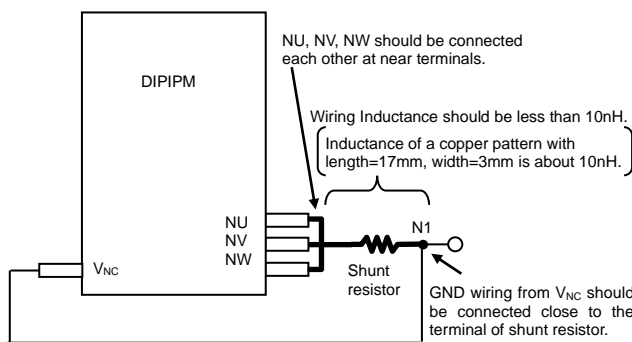 NU, NV, NW should be connected
each other at near terminals.
DIPIPM
Wiring Inductance should be less than 10nH.
Inductance of a copper pattern with
length=17mm, width=3mm is about 10nH.
NU
NV
NW
N1
VNC
Shunt
resistor
GND wiring from VNC should
be connected close to the
terminal of shunt resistor.